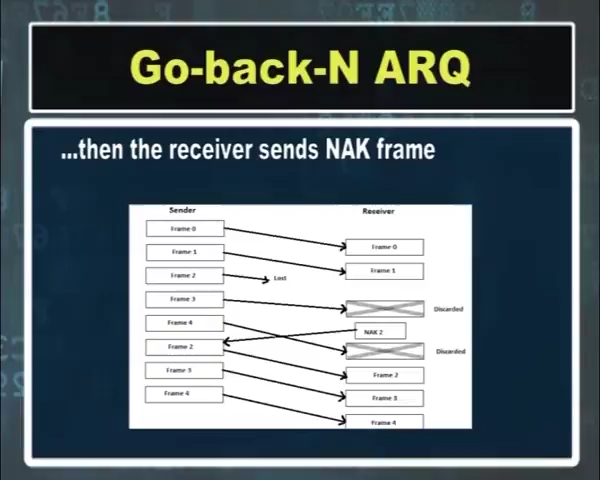 Go-back-N ARQ
...then the receiver sends NAK frame
Sender Receiver
Frame 0
Frame 0
Frame 1
Frame 1
Frame 2 Lost
Frame 3
Discarded
Frame 4
NAK 2
Frame 2
Discarded
Frame 3
Frame 2
Frame 4
Frame 3
Frame 4